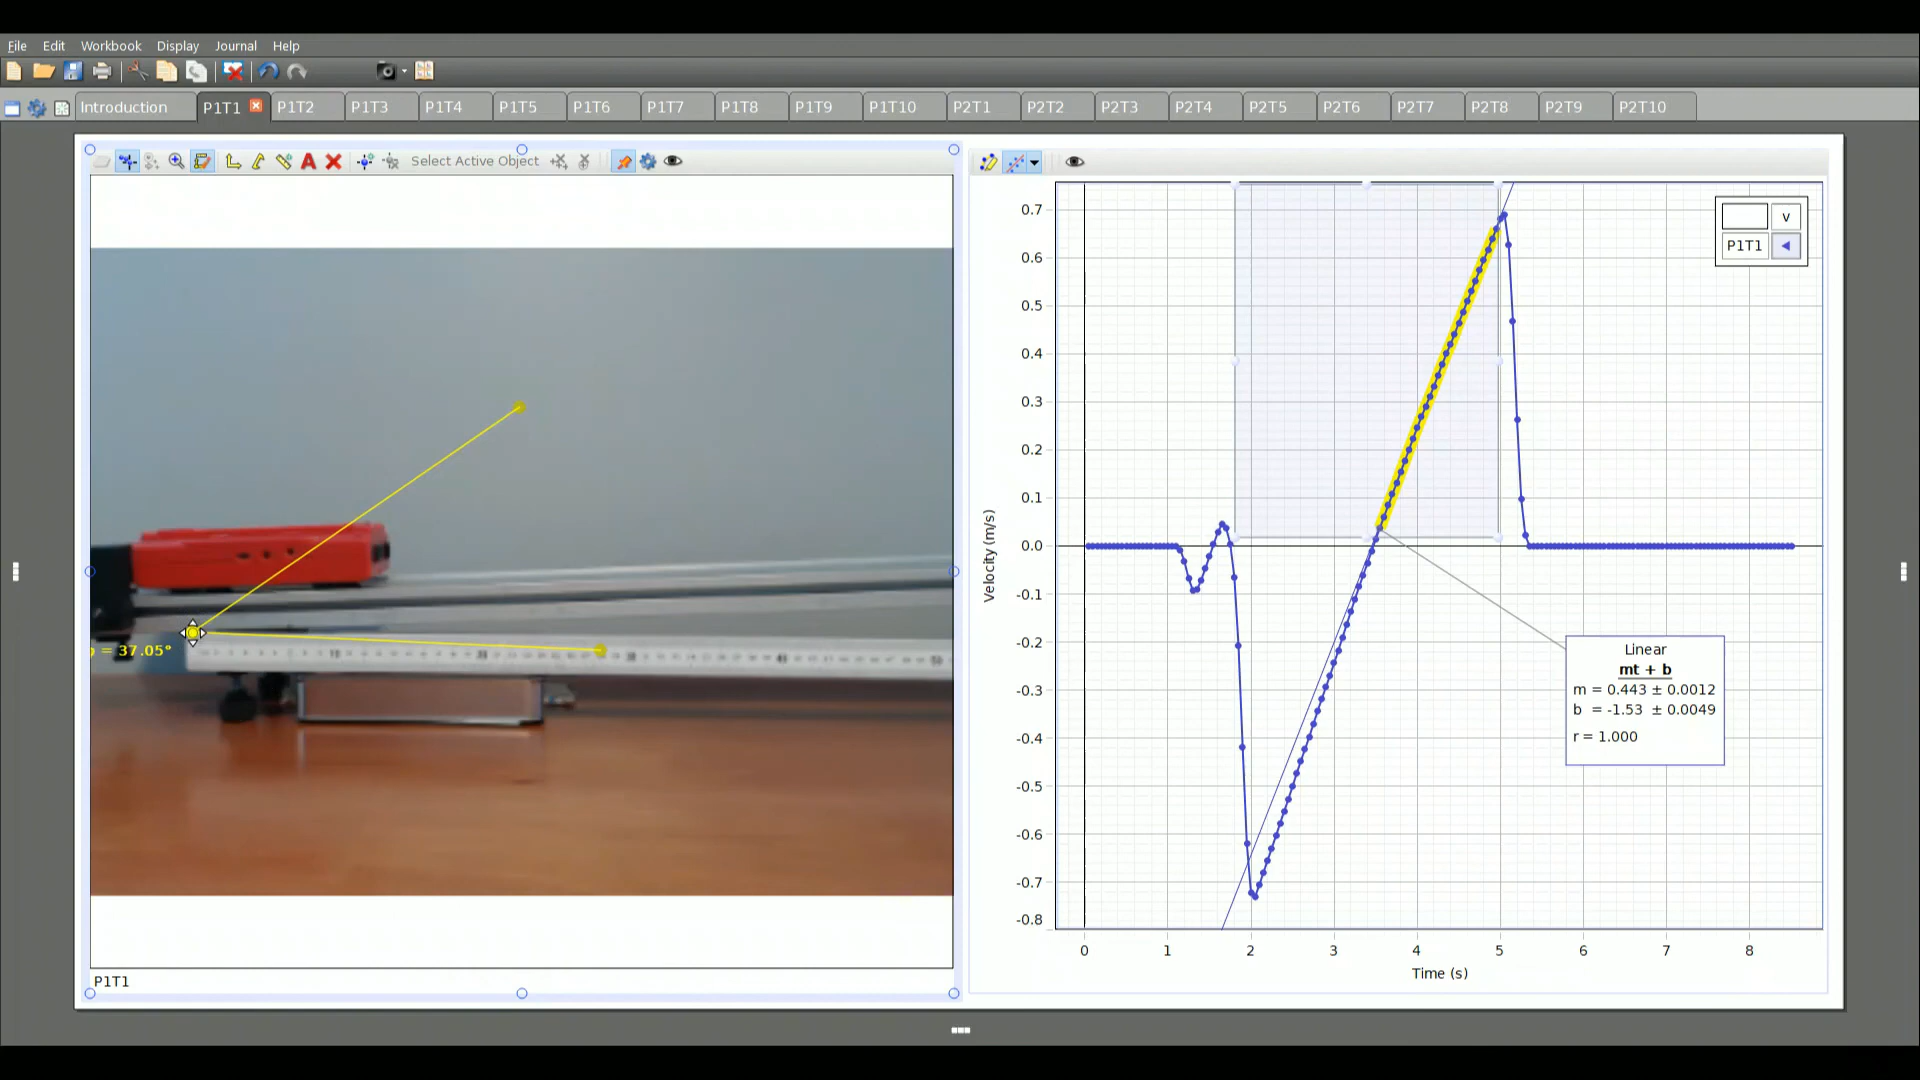 File Edit Workbook Display Journal Help
Introduction P1T1 P1T2 P1T3 P1T4 P1T5 P1T6 P1T7 P1T8 P1T9 P1T10 P2T1 P2T2 P2T3 P2T4 P2T5 P2T6 P2T7 P2T8 P2T9 P2T10
A Select Active Object
= 37.05°
P1T1
v
P1T1
0.7
0.6
0.5
0.4
0.3
0.2
0.1
0.0
-0.1
-0.2
-0.3
-0.4
-0.5
-0.6
-0.7
-0.8
Velocity (m/s)
Linear
mt + b
m = 0.443 ± 0.0012
b = -1.53 ± 0.0049
r = 1.000
0 1 2 3 4 5 6 7 8
Time (s)